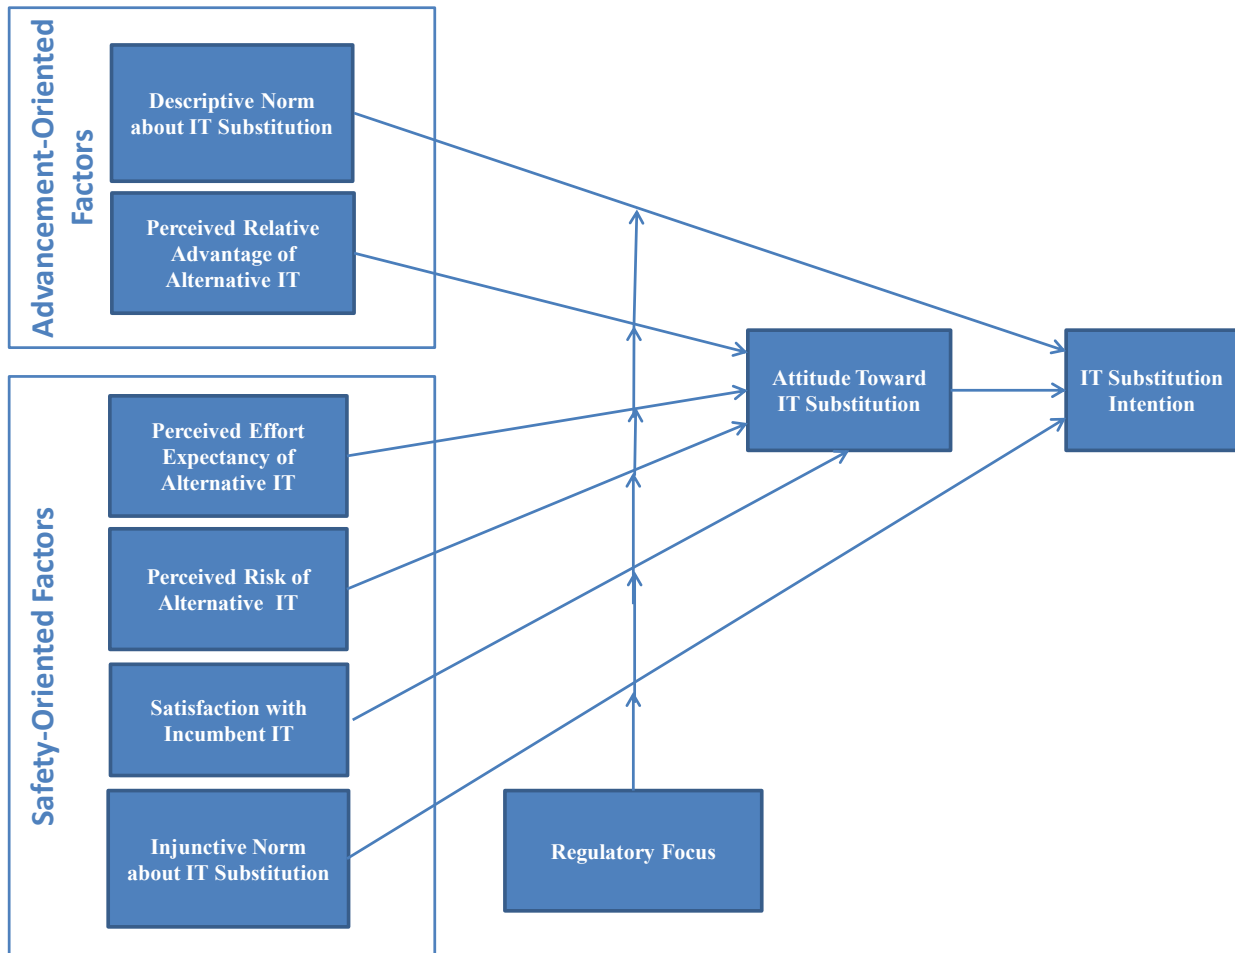 Advancement-Oriented
Factors
Descriptive Norm
about IT Substitution
Perceived Relative
Advantage of
Alternative IT
Safety-Oriented Factors
Perceived Effort
Expectancy of
Alternative IT
Perceived Risk of
Alternative IT
Satisfaction with
Incumbent IT
Injunctive Norm
about IT Substitution
Regulatory Focus
Attitude Toward
IT Substitution
IT Substitution
Intention